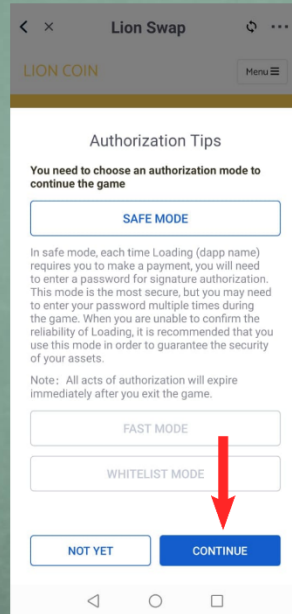 Lion Swap
LION COIN
Menu
Authorization Tips
You need to choose an authorization mode to
continue the game
SAFE MODE
In safe mode, each time Loading (dapp name)
requires you to make a payment, you will need
to enter a password for signature authorization.
This mode is the most secure, but you may need
to enter your password multiple times during
the game. When you are unable to confirm the
reliability of Loading, it is recommended that you
use this mode in order to guarantee the security
of your assets.
Note: All acts of authorization will expire
immediately after you exit the game.
FAST MODE
WHITELIST MODE
NOT YET
CONTINUE